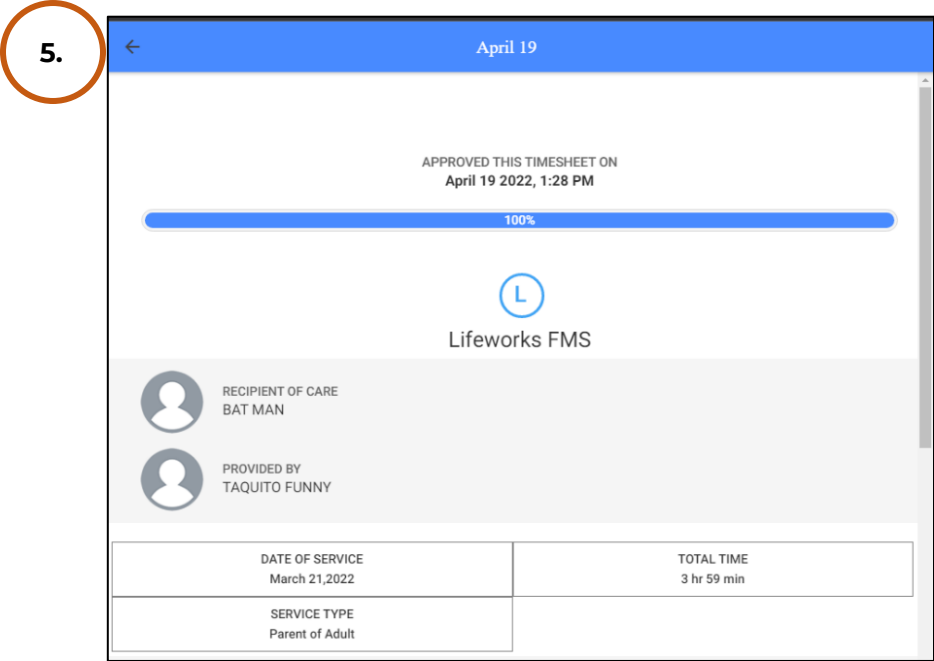 5.
April 19
APPROVED THIS TIMESHEET ON
April 19 2022, 1:28 PM
100%
L
Lifeworks FMS
RECIPIENT OF CARE
BAT MAN
PROVIDED BY
TAQUITO FUNNY
DATE OF SERVICE
March 21,2022
TOTAL TIME
3 hr 59 min
SERVICE TYPE
Parent of Adult